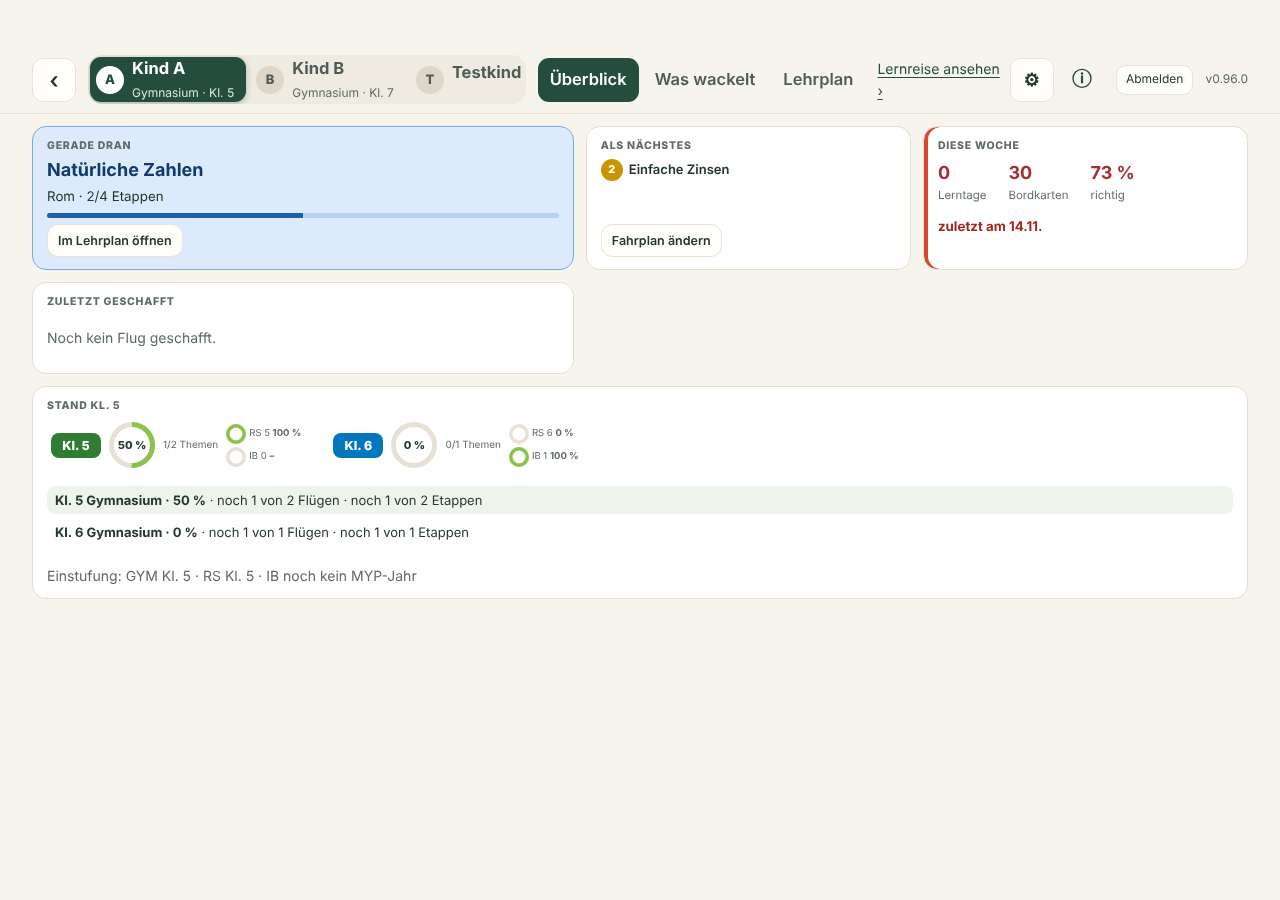 ‹
A
Kind A
Gymnasium · Kl. 5
B
Kind B
Gymnasium · Kl. 7
T
Testkind
Überblick
Was wackelt
Lehrplan
Lernreise ansehen
›
Abmelden
v0.96.0
GERADE DRAN
Natürliche Zahlen
Rom · 2/4 Etappen
Im Lehrplan öffnen
ALS NÄCHSTES
2 Einfache Zinsen
Fahrplan ändern
DIESE WOCHE
0 30 73 %
Lerntage Bordkarten richtig
zuletzt am 14.11.
ZULETZT GESCHAFFT
Noch kein Flug geschafft.
STAND KL. 5
Kl. 5 50 % 1/2 Themen
RS 5 100 %
IB 0 –
Kl. 6 0 % 0/1 Themen
RS 6 0 %
IB 1 100 %
Kl. 5 Gymnasium · 50 % · noch 1 von 2 Flügen · noch 1 von 2 Etappen
Kl. 6 Gymnasium · 0 % · noch 1 von 1 Flügen · noch 1 von 1 Etappen
Einstufung: GYM Kl. 5 · RS Kl. 5 · IB noch kein MYP-Jahr